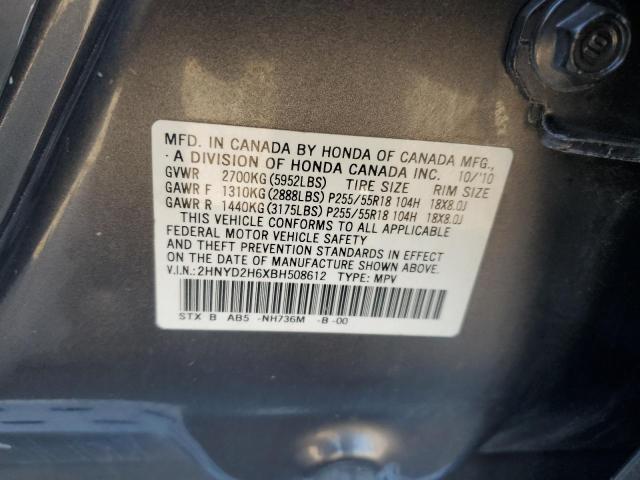 MFD. IN CANADA BY HONDA OF CANADA MFG.,
A DIVISION OF HONDA CANADA INC. 10/'10
GVWR 2700KG(5952LBS) TIRE SIZE RIM SIZE
GAWR F 1310KG(2888LBS) P255/55R18 104H 18X8.0J
GAWR R 1440KG(3175LBS) P255/55R18 104H 18X8.0J
THIS VEHICLE CONFORMS TO ALL APPLICABLE
FEDERAL MOTOR VEHICLE SAFETY
AND THEFT PREVENTION STANDARDS IN EFFECT
ON THE DATE OF MANUFACTURE SHOWN ABOVE.
V.I.N.:2HNYD2H6XBH508612 TYPE: MPV
STX B AB5 -NH736M -B -00
10